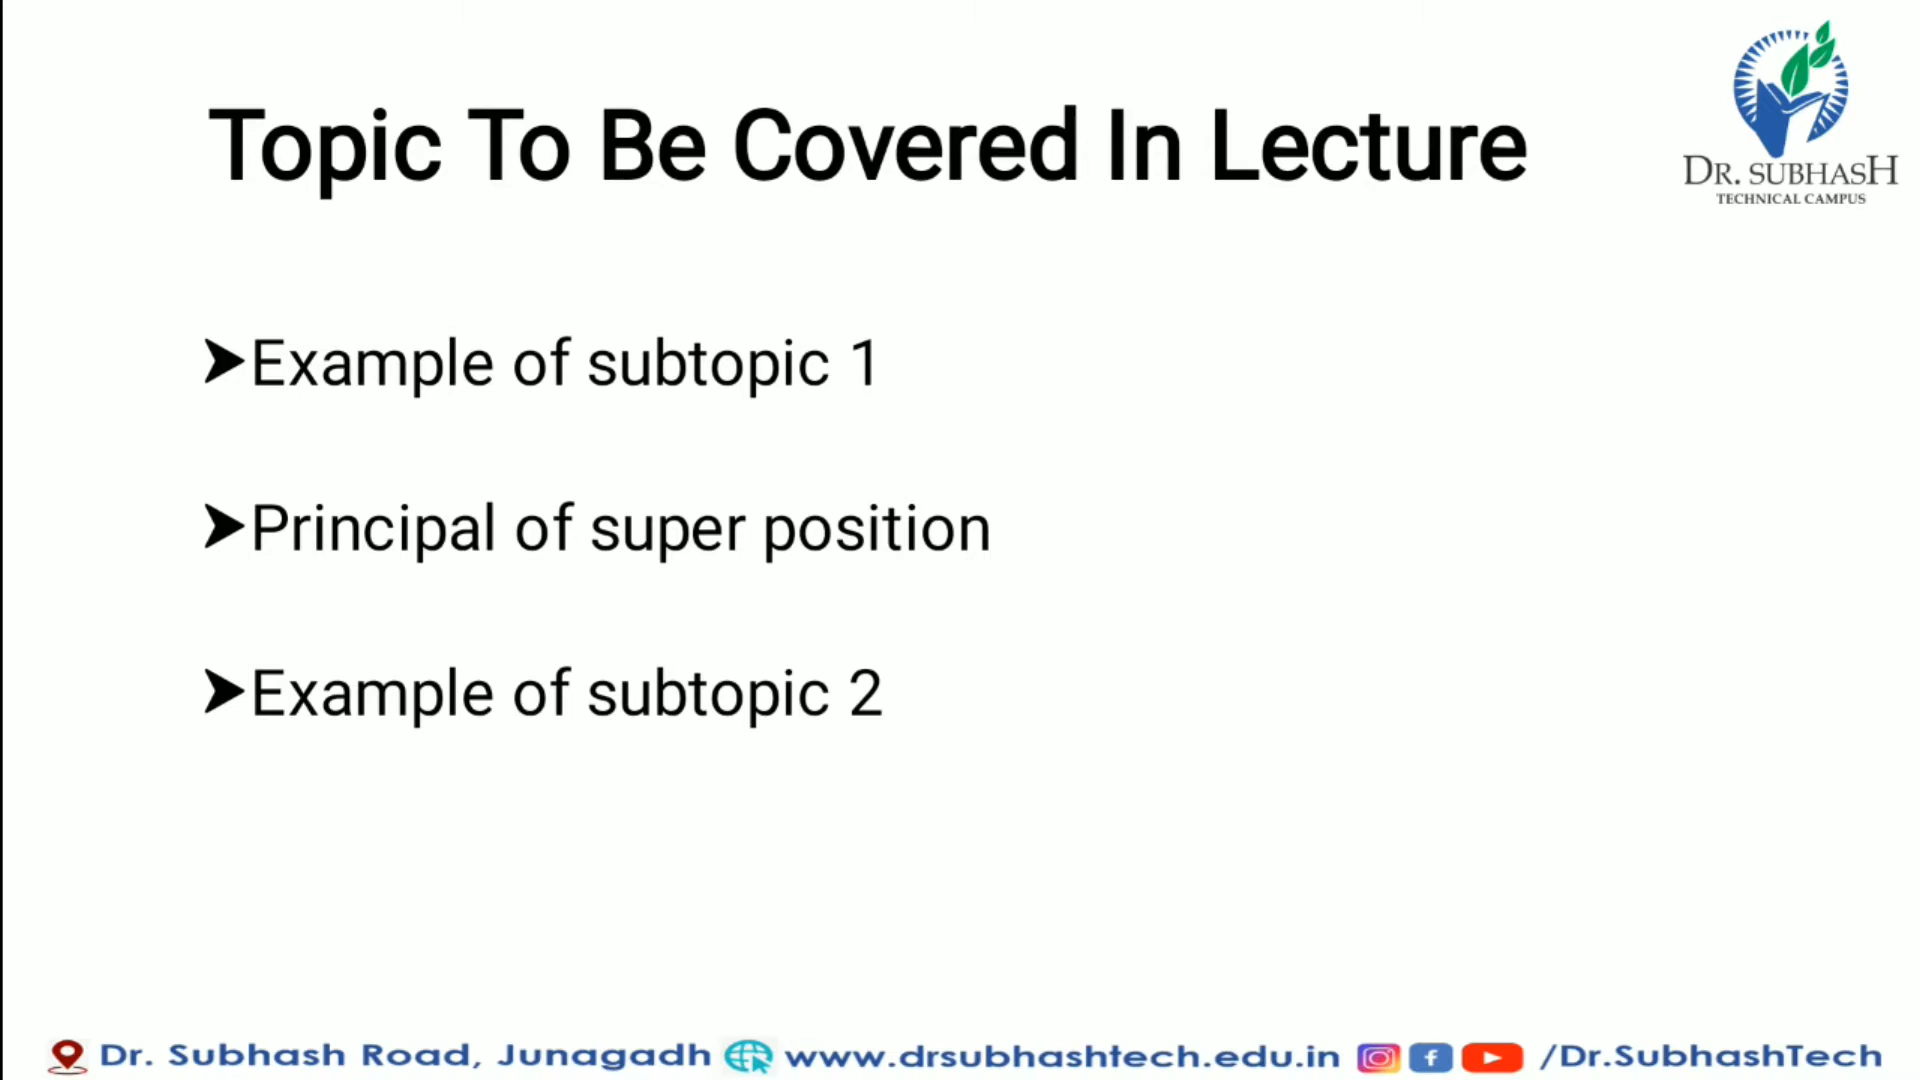 Topic To Be Covered In Lecture
DR. SUBHASH
TECHNICAL CAMPUS
➤Example of subtopic 1
➤Principal of super position
➤Example of subtopic 2
Dr. Subhash Road, Junagadh www.drsubhashtech.edu.in /Dr.SubhashTech